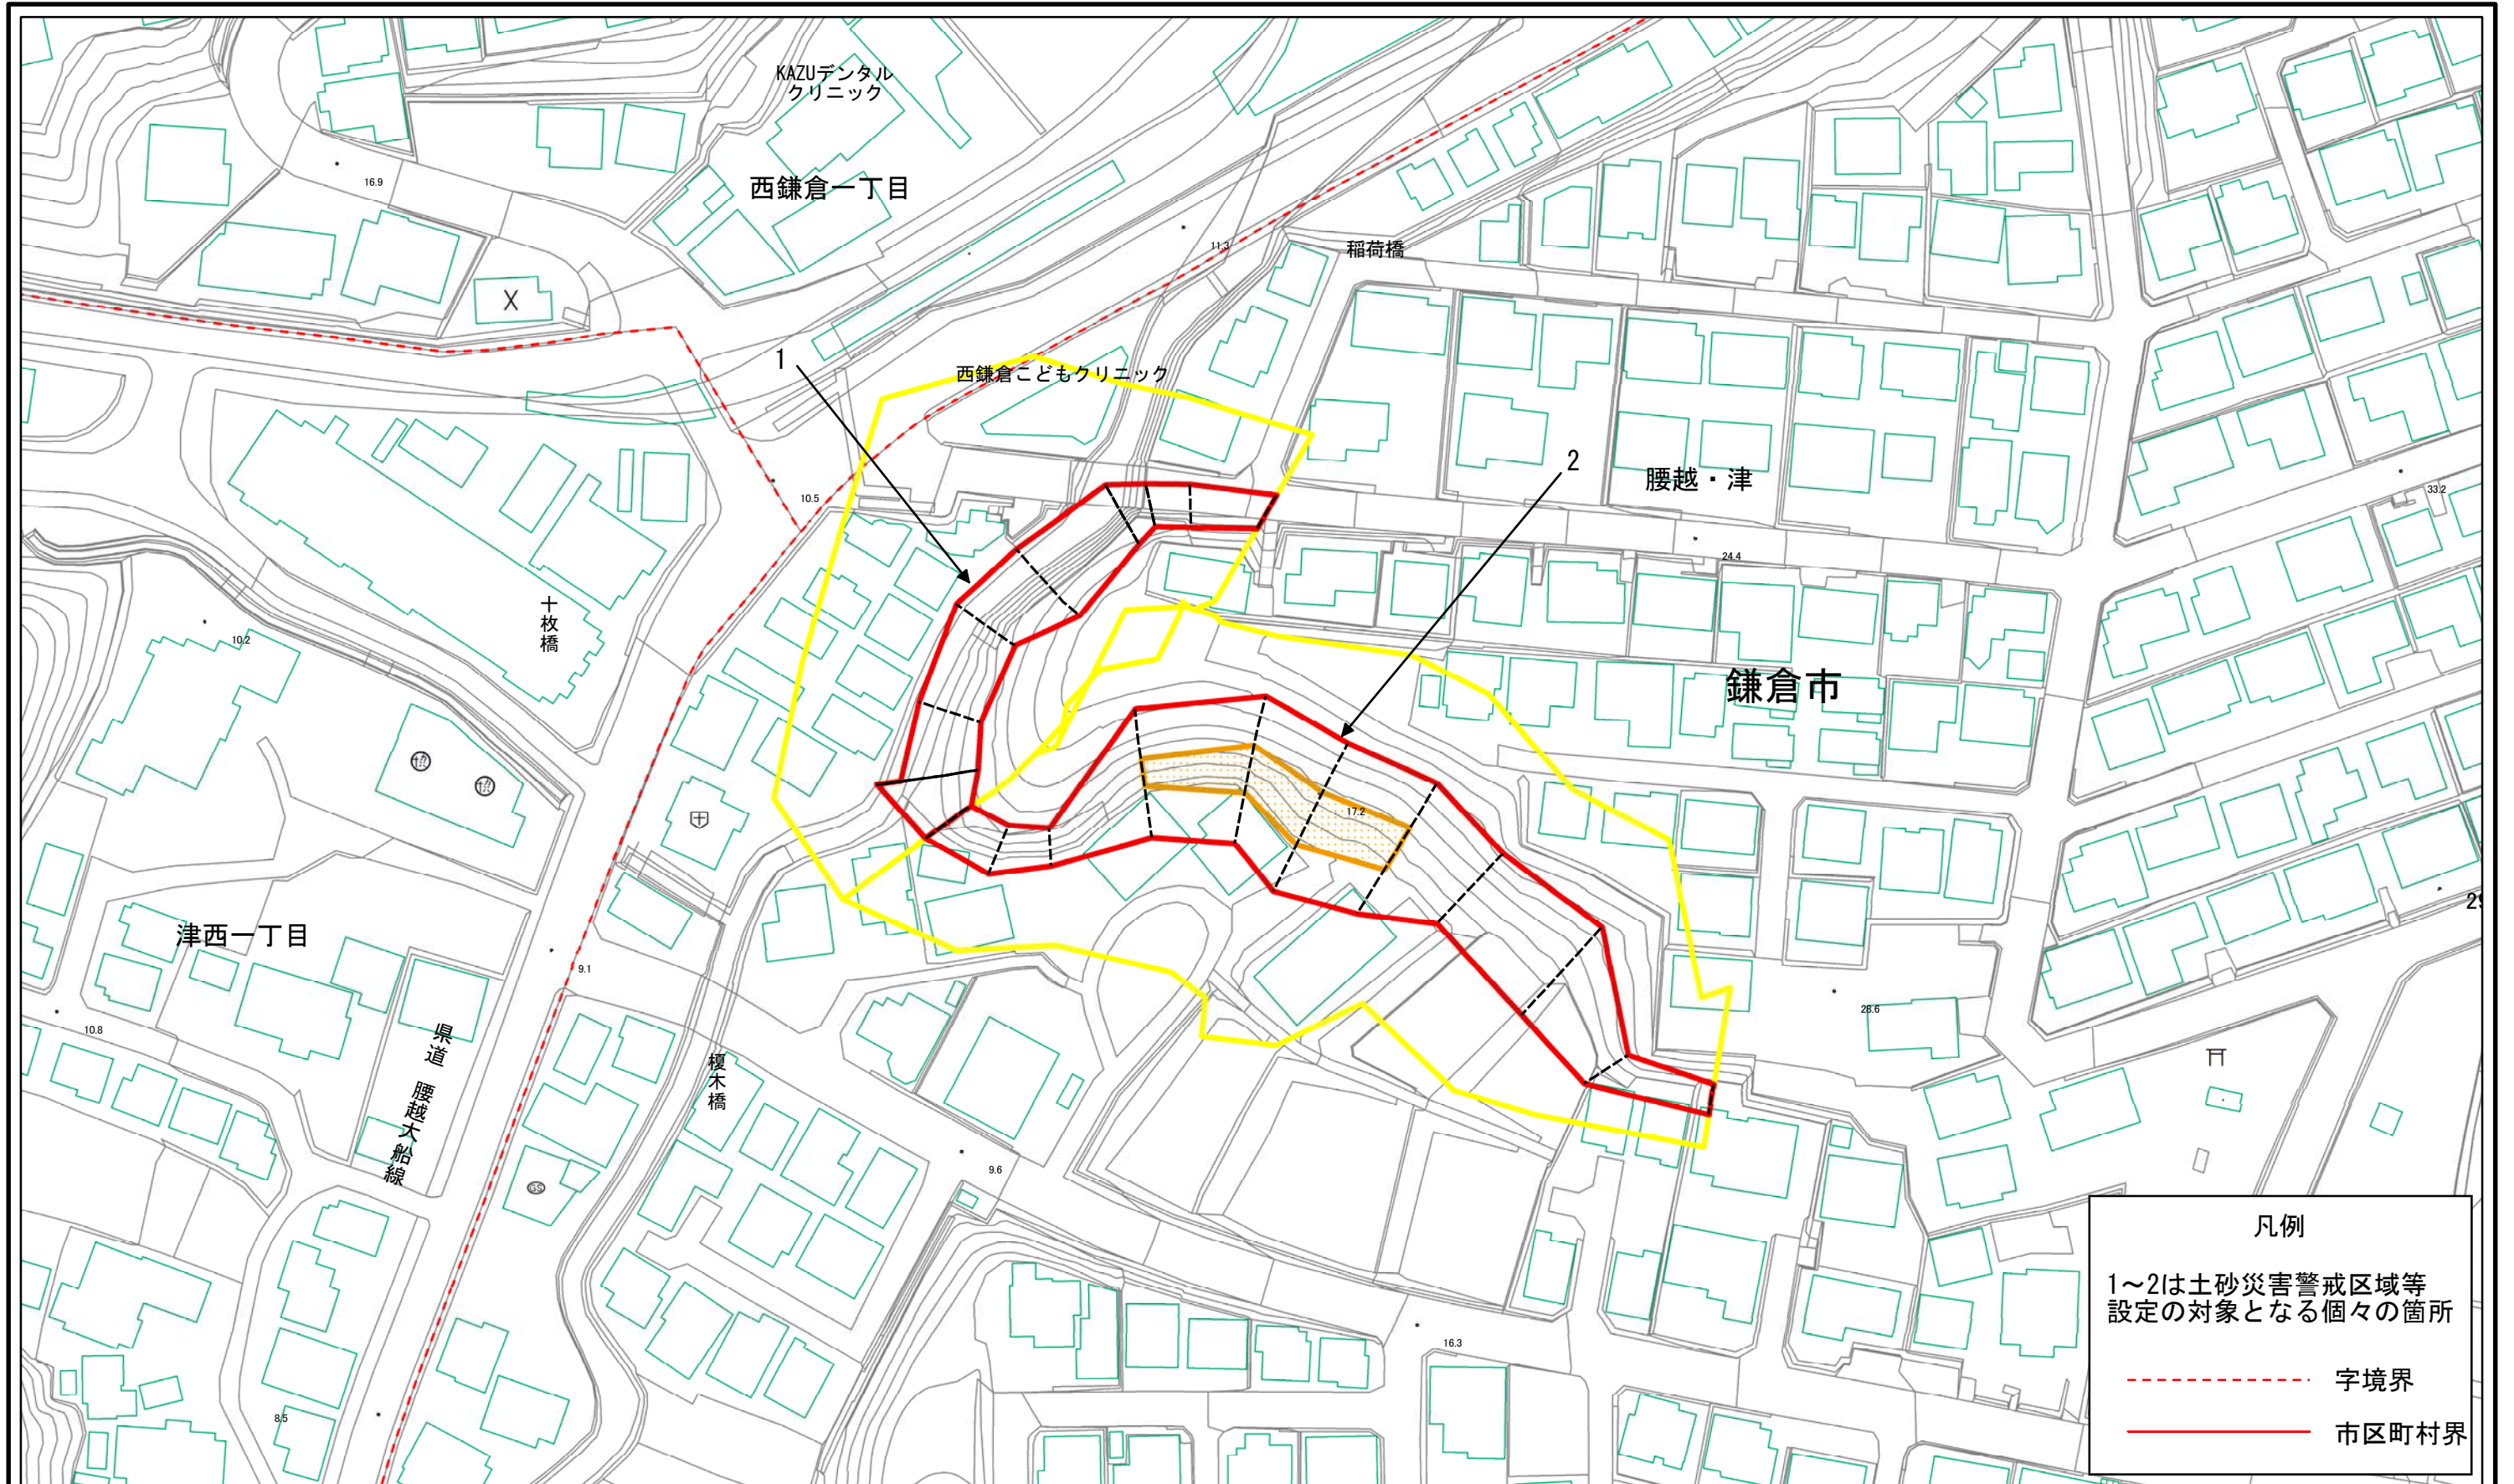 KAZUデンタル
クリニック
16.9
西鎌倉一丁目
11.3
稲荷橋
X
1
西鎌倉こどもクリニック
2
腰越・津
10.5
33.2
24.4
十枚橋
10.2
鎌倉市
17.2
津西一丁目
9.1
10.8
28.6
県道 腰越大船線
榎木橋
9.6
GS
16.3
8.5
凡例
1～2は土砂災害警戒区域等
設定の対象となる個々の箇所
字境界
市区町村界